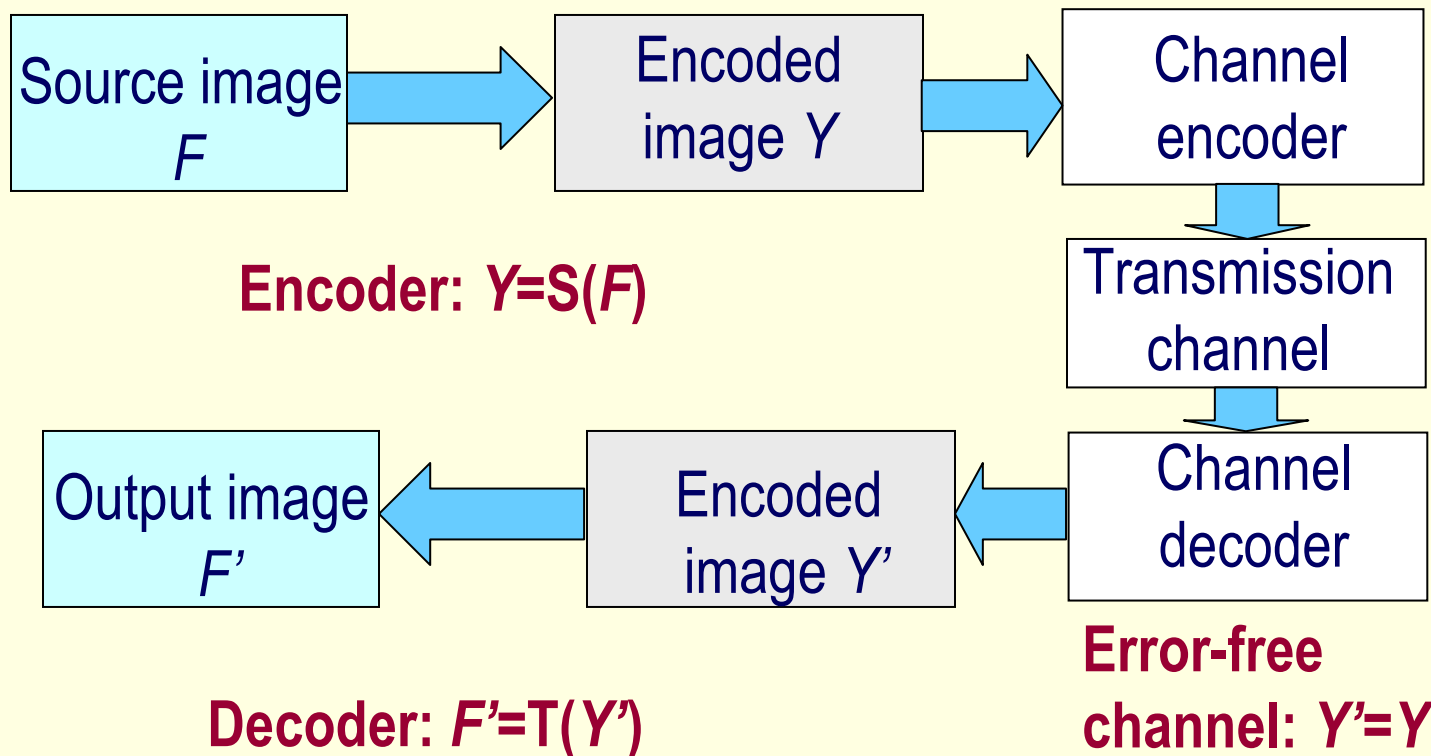 Source image
F
Encoded
image Y
Channel
encoder
Encoder: Y=S(F)
Transmission
channel
Output image
F’
Encoded
image Y’
Channel
decoder
Decoder: F’=T(Y’)
Error-free
channel: Y’=Y